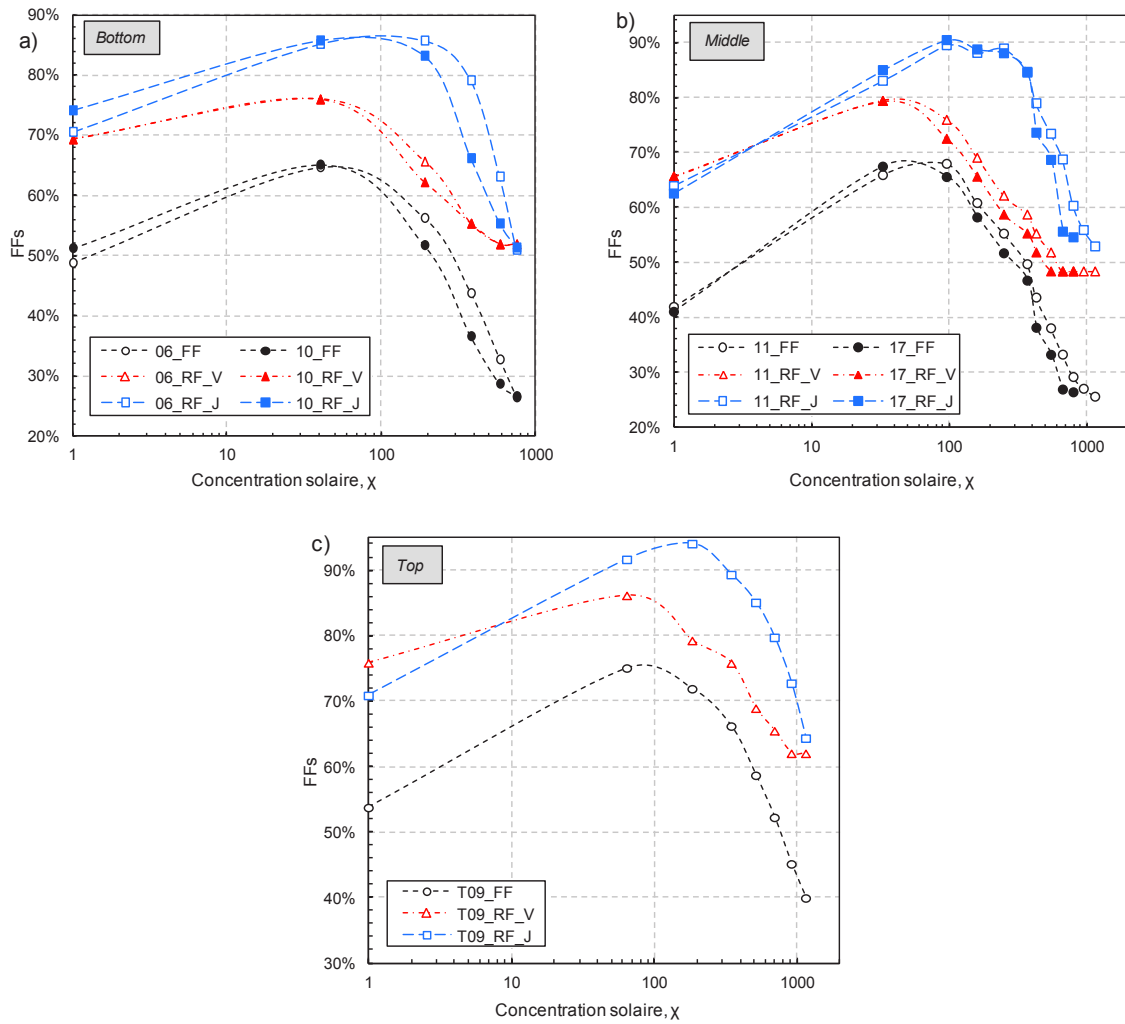 a)
Bottom
90%
80%
70%
60%
50%
40%
30%
20%
FFs
06_FF
10_FF
06_RF_V
10_RF_V
06_RF_J
10_RF_J
1
10
100
1000
Concentration solaire, χ
b)
Middle
90%
80%
70%
60%
50%
40%
30%
20%
FFs
11_FF
17_FF
11_RF_V
17_RF_V
11_RF_J
17_RF_J
1
10
100
1000
Concentration solaire, χ
c)
Top
90%
80%
70%
60%
50%
40%
30%
FFs
T09_FF
T09_RF_V
T09_RF_J
1
10
100
1000
Concentration solaire, χ